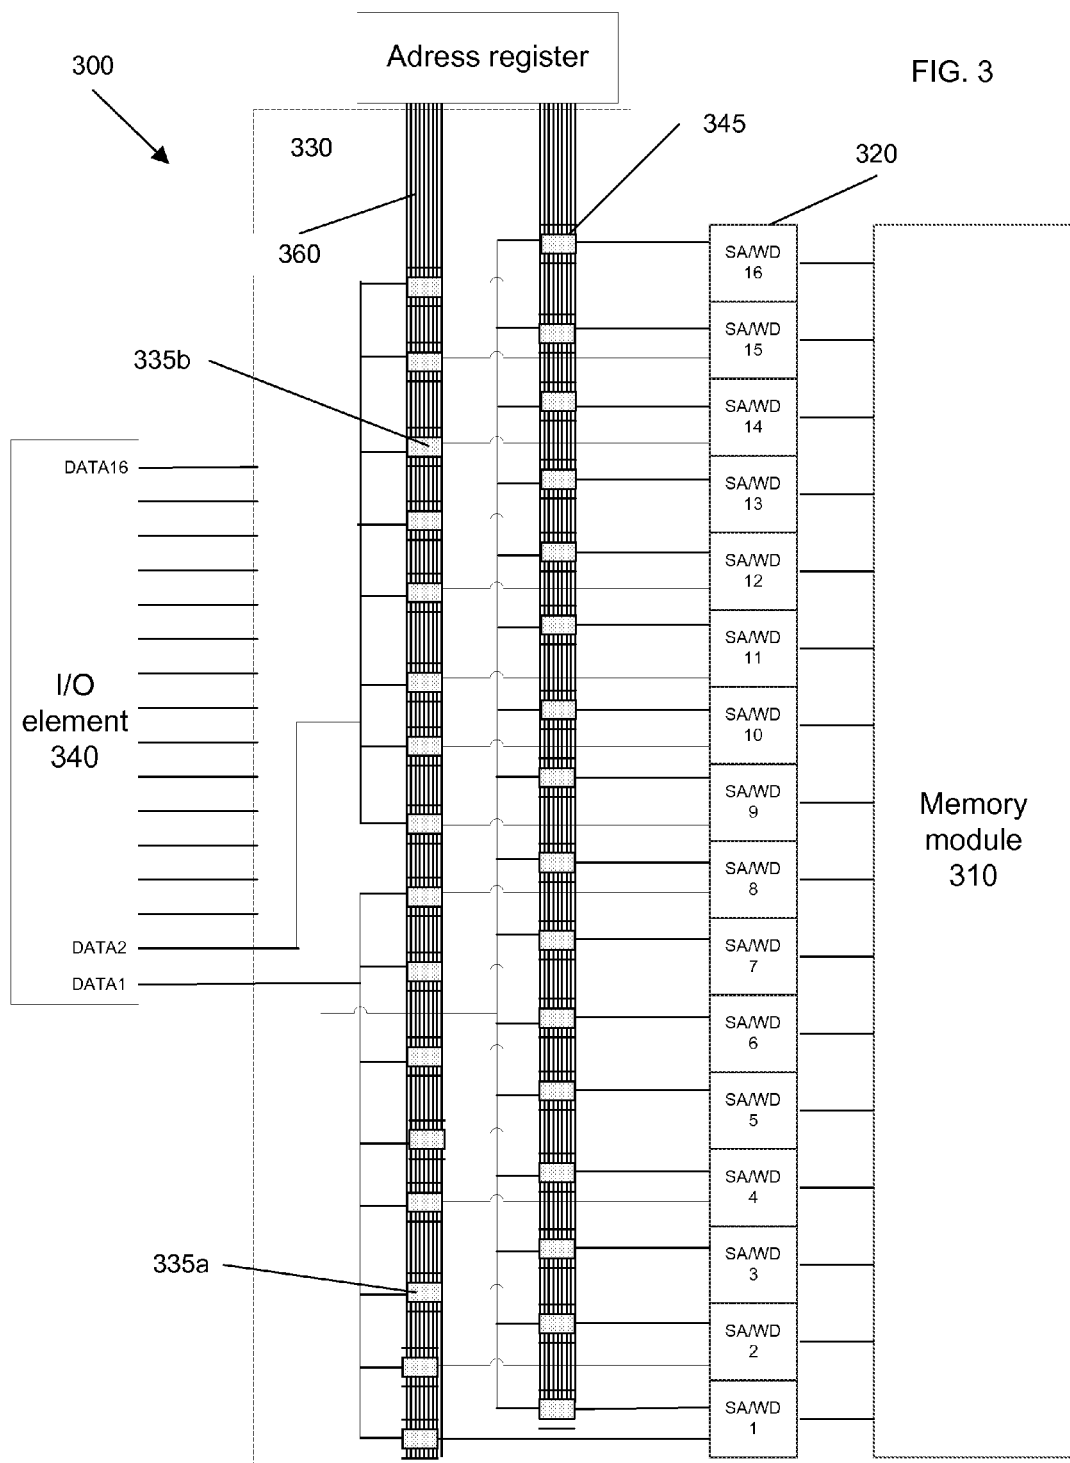 Adress register
FIG. 3
300
330
345
320
360
335b
SA/WD
16
SA/WD
15
SA/WD
14
SA/WD
13
SA/WD
12
SA/WD
11
SA/WD
10
SA/WD
9
SA/WD
8
SA/WD
7
SA/WD
6
SA/WD
5
SA/WD
4
SA/WD
3
SA/WD
2
SA/WD
1
DATA16
I/O
element
340
DATA2
DATA1
335a
Memory
module
310